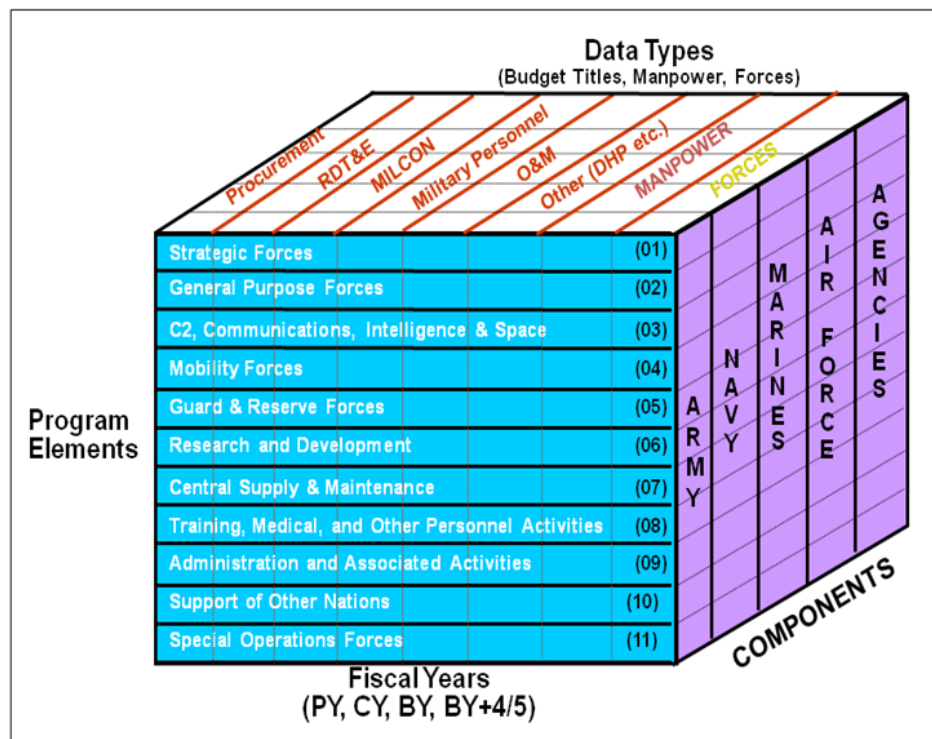 Data Types
(Budget Titles, Manpower, Forces)
Procurement
RDT&E
MILCON
Military Personnel
O&M
Other (DHP etc.)
MANPOWER
FORCES
Program
Elements
Strategic Forces (01)
General Purpose Forces (02)
C2, Communications, Intelligence & Space (03)
Mobility Forces (04)
Guard & Reserve Forces (05)
Research and Development (06)
Central Supply & Maintenance (07)
Training, Medical, and Other Personnel Activities (08)
Administration and Associated Activities (09)
Support of Other Nations (10)
Special Operations Forces (11)
ARMY
NAVY
MARINES
AIR FORCE
AGENCIES
COMPONENTS
Fiscal Years
(PY, CY, BY, BY+4/5)